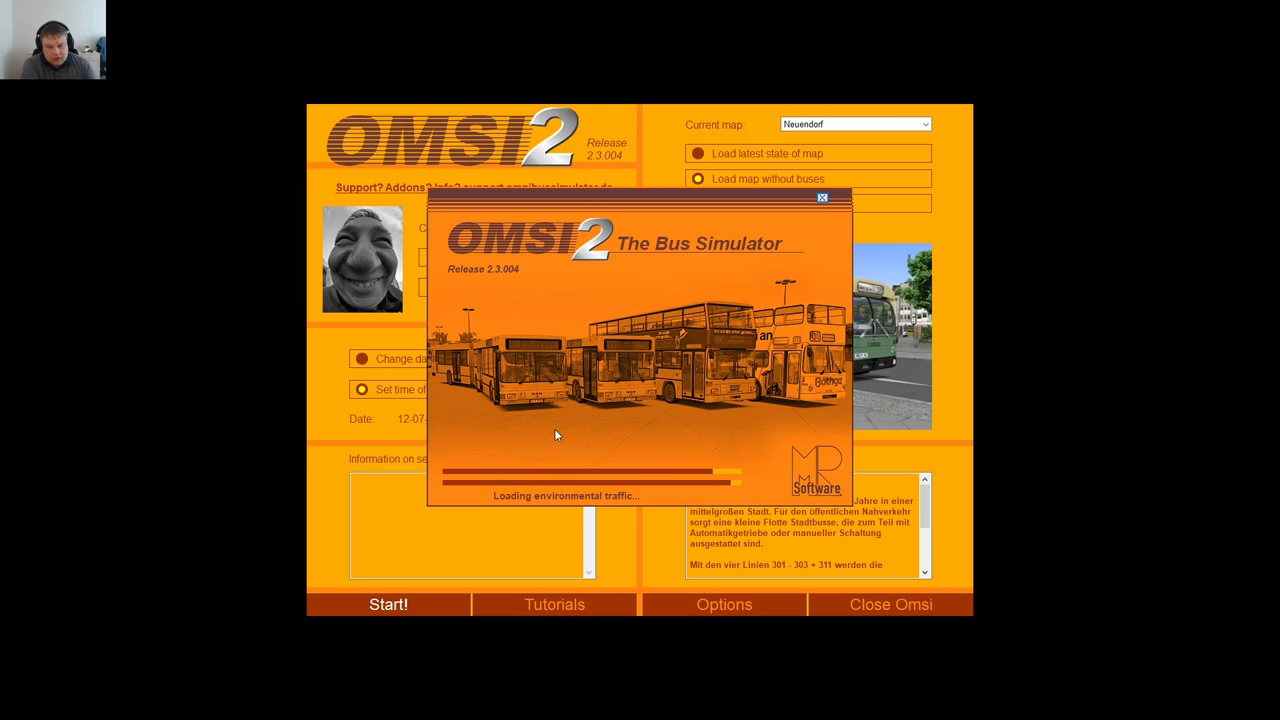 OMSI 2
Release
2.3.004
Support? Addons? Info? support.omnibussimulator.de
Current map:
Neuendorf
Load latest state of map
Load map without buses
OMSI 2 The Bus Simulator
Release 2.3.004
Change da
Set time of
Date:
12-07-
Information on se
MR
Software
Loading environmental traffic...
Jahre in einer
mittelgroßen Stadt. Für den öffentlichen Nahverkehr
sorgt eine kleine Flotte Stadtbusse, die zum Teil mit
Automatikgetriebe oder manueller Schaltung
ausgestattet sind.
Mit den vier Linien 301 - 303 + 311 werden die
Start!
Tutorials
Options
Close Omsi